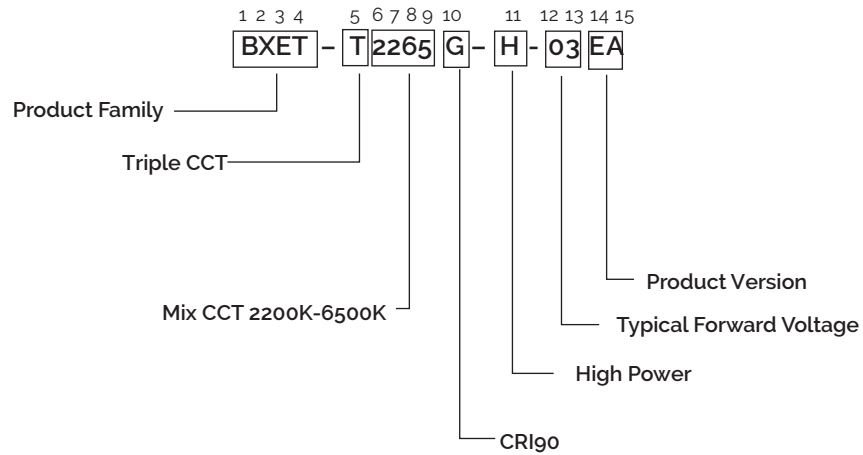 1 2 3 4 5 6 7 8 9 10 11 12 13 14 15
BXET – T 2265 G – H - 03 EA
Product Family
Triple CCT
Product Version
Mix CCT 2200K-6500K
Typical Forward Voltage
High Power
CRI90